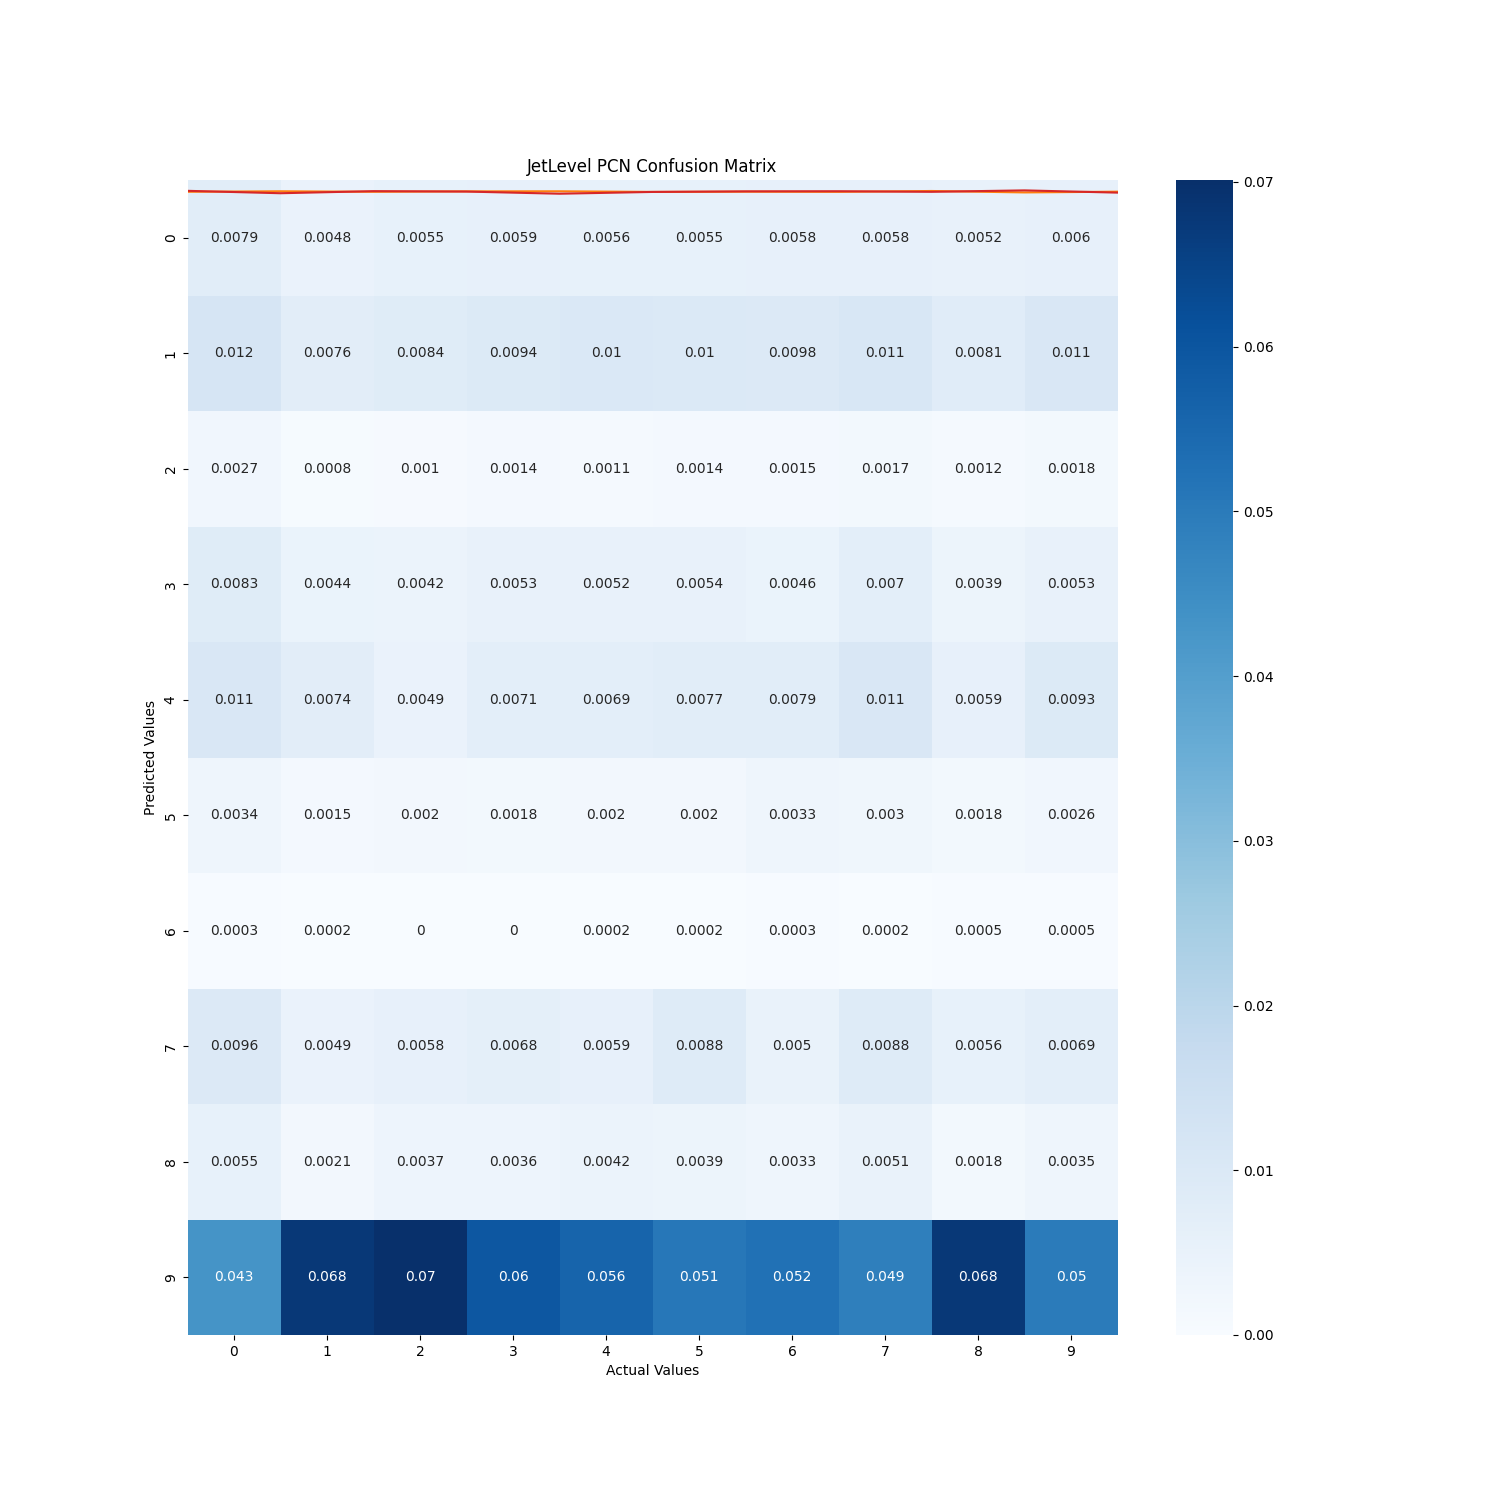 JetLevel PCN Confusion Matrix
0.07
0 0.0079 0.0048 0.0055 0.0059 0.0056 0.0055 0.0058 0.0058 0.0052 0.006
1 0.012 0.0076 0.0084 0.0094 0.01 0.01 0.0098 0.011 0.0081 0.011
0.06
2 0.0027 0.0008 0.001 0.0014 0.0011 0.0014 0.0015 0.0017 0.0012 0.0018
0.05
3 0.0083 0.0044 0.0042 0.0053 0.0052 0.0054 0.0046 0.007 0.0039 0.0053
0.04
4 0.011 0.0074 0.0049 0.0071 0.0069 0.0077 0.0079 0.011 0.0059 0.0093
Predicted Values
5 0.0034 0.0015 0.002 0.0018 0.002 0.002 0.0033 0.003 0.0018 0.0026
0.03
6 0.0003 0.0002 0 0 0.0002 0.0002 0.0003 0.0002 0.0005 0.0005
0.02
7 0.0096 0.0049 0.0058 0.0068 0.0059 0.0088 0.005 0.0088 0.0056 0.0069
8 0.0055 0.0021 0.0037 0.0036 0.0042 0.0039 0.0033 0.0051 0.0018 0.0035
0.01
9 0.043 0.068 0.07 0.06 0.056 0.051 0.052 0.049 0.068 0.05
0.00
0 1 2 3 4 5 6 7 8 9
Actual Values